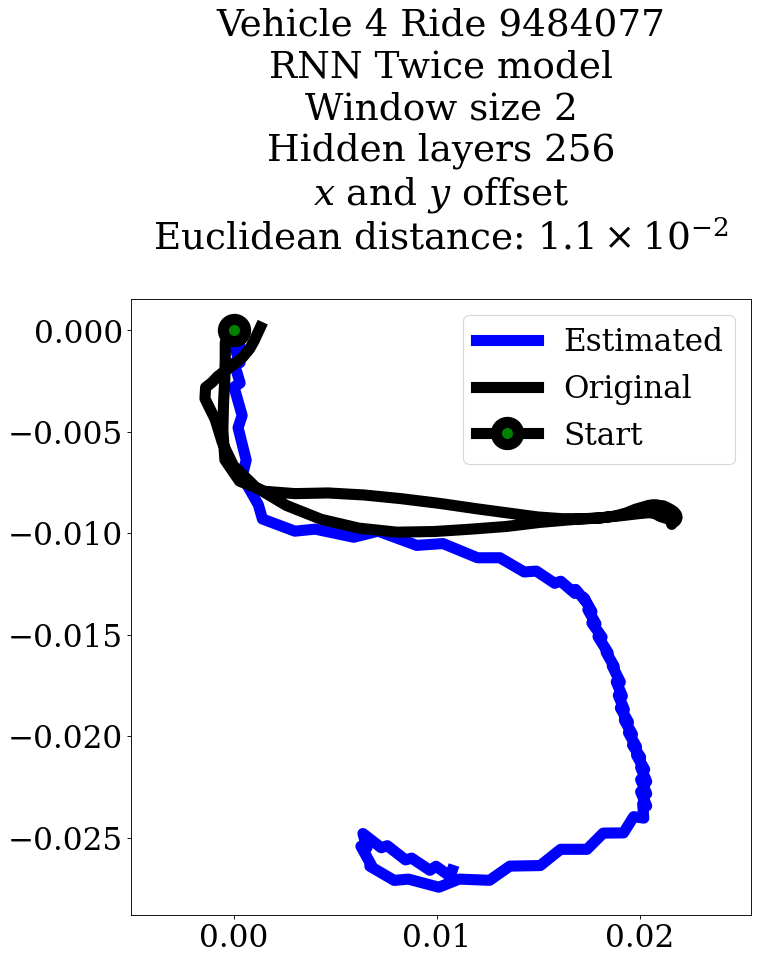 Vehicle 4 Ride 9484077
RNN Twice model
Window size 2
Hidden layers 256
x and y offset
Euclidean distance: 1.1 × 10⁻²
Estimated
Original
Start
0.000
−0.005
−0.010
−0.015
−0.020
−0.025
0.00 0.01 0.02